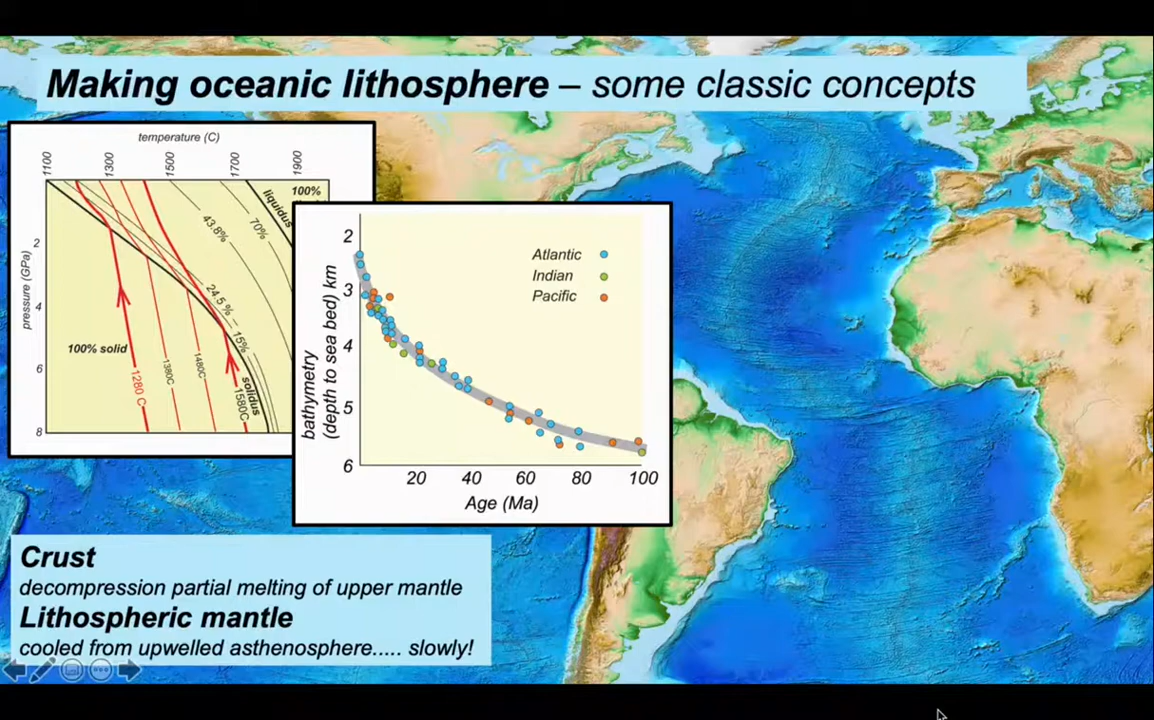 Making oceanic lithosphere – some classic concepts
temperature (C)
1100
1300
1500
1700
1900
pressure (GPa)
2
4
6
8
liquidus
100%
70%
43.8%
24.5 %
15%
100% solid
1280 C
1380C
1480C
1580C
solidus
bathymetry
(depth to sea bed) km
2
3
4
5
6
Atlantic
Indian
Pacific
20 40 60 80 100
Age (Ma)
Crust
decompression partial melting of upper mantle
Lithospheric mantle
cooled from upwelled asthenosphere..... slowly!